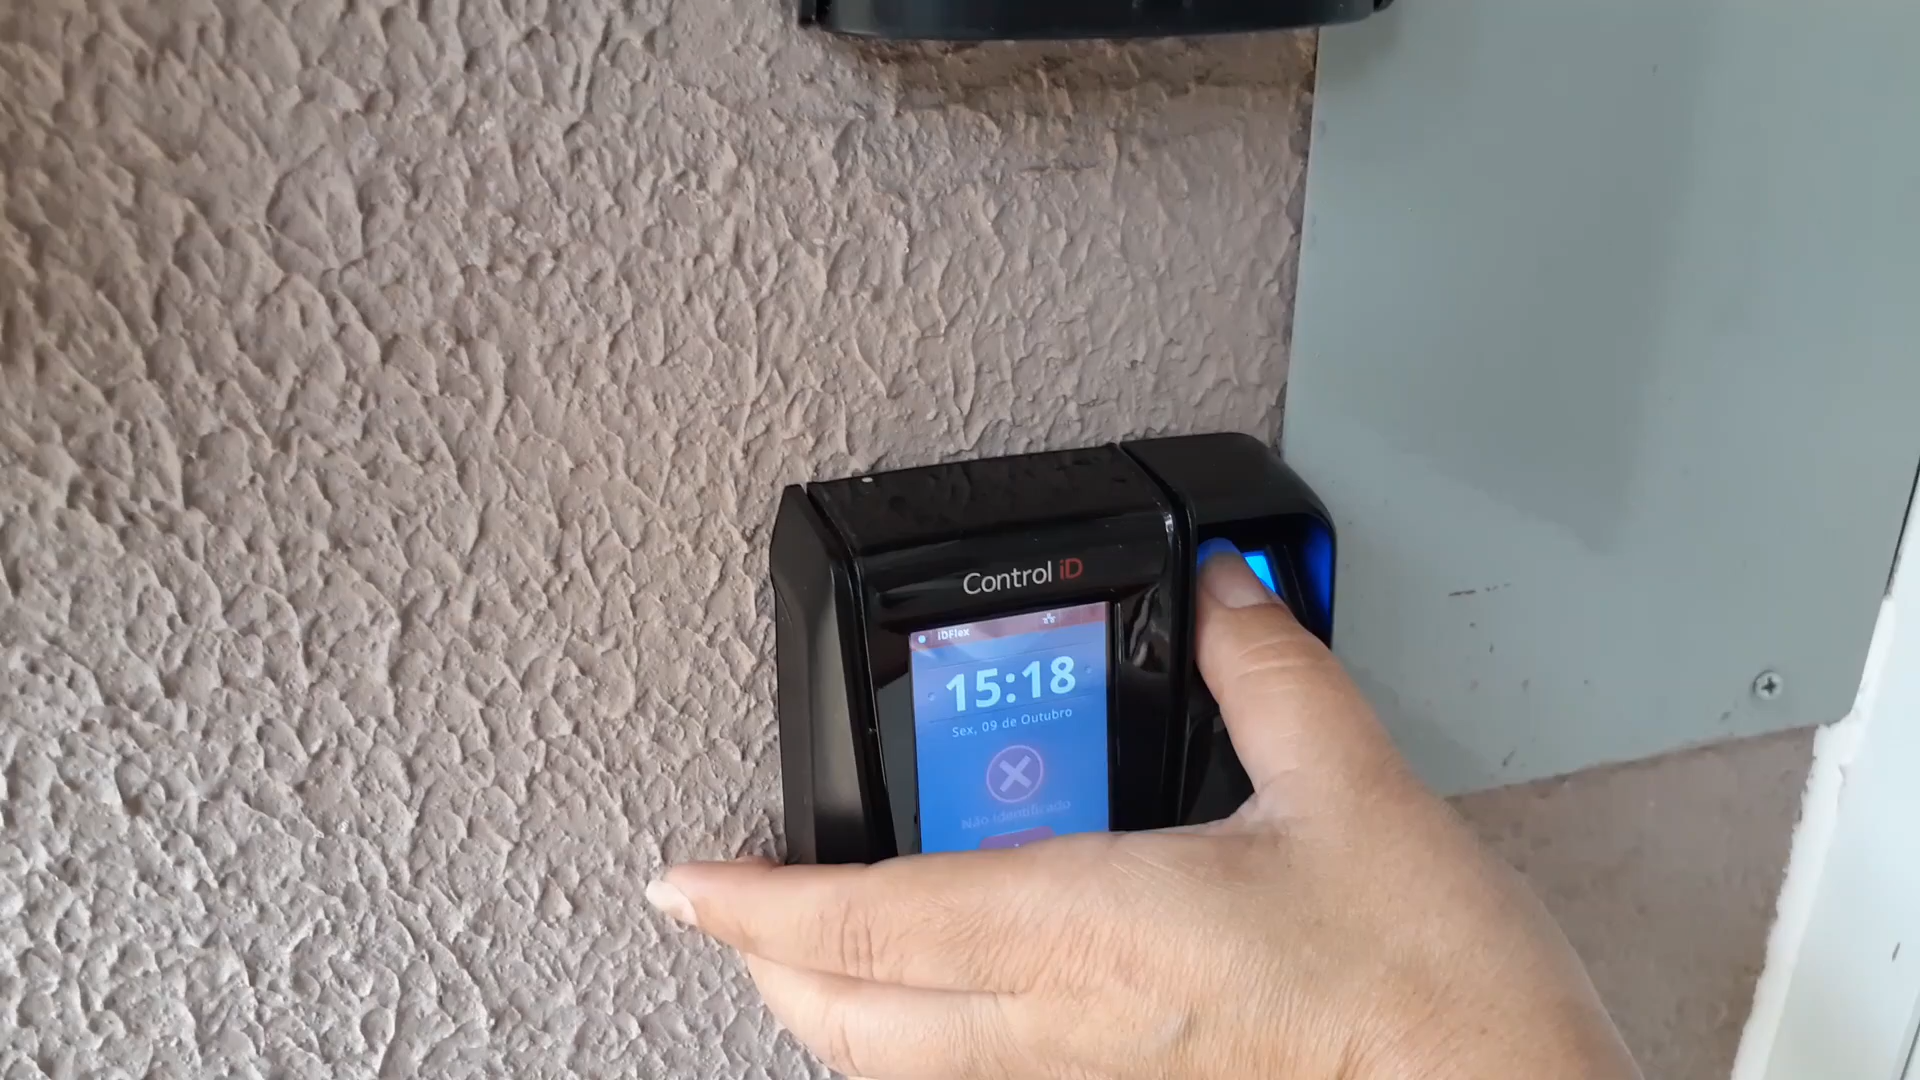 Control iD
iDFlex
15:18
Sex, 09 de Outubro
Não identificado